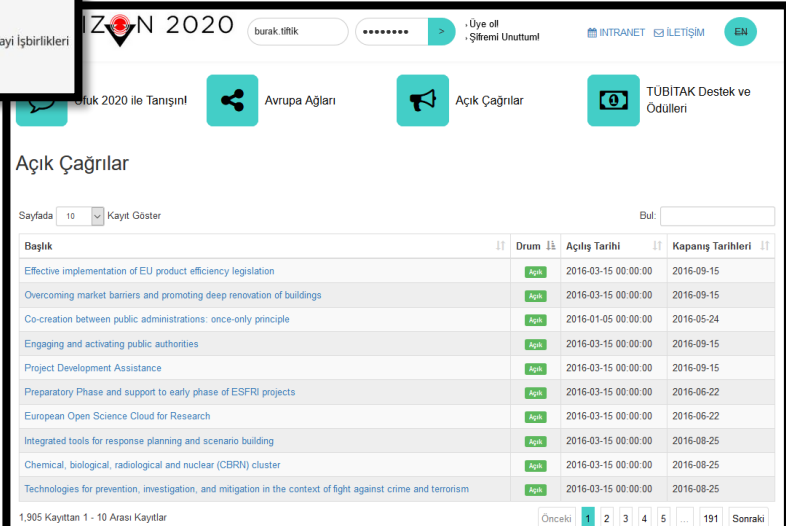 ayi İşbirlikleri
IZON 2020
burak.tiftik
••••••••
>
› Üye ol!
› Şifremi Unuttum!
INTRANET
İLETİŞİM
EN
Ufuk 2020 ile Tanışın!
Avrupa Ağları
Açık Çağrılar
TÜBİTAK Destek ve
Ödülleri
Açık Çağrılar
Sayfada 10 Kayıt Göster
Bul:
Başlık Drum Açılış Tarihi Kapanış Tarihleri
Effective implementation of EU product efficiency legislation Açık 2016-03-15 00:00:00 2016-09-15
Overcoming market barriers and promoting deep renovation of buildings Açık 2016-03-15 00:00:00 2016-09-15
Co-creation between public administrations: once-only principle Açık 2016-01-05 00:00:00 2016-05-24
Engaging and activating public authorities Açık 2016-03-15 00:00:00 2016-09-15
Project Development Assistance Açık 2016-03-15 00:00:00 2016-09-15
Preparatory Phase and support to early phase of ESFRI projects Açık 2016-03-15 00:00:00 2016-06-22
European Open Science Cloud for Research Açık 2016-03-15 00:00:00 2016-06-22
Integrated tools for response planning and scenario building Açık 2016-03-15 00:00:00 2016-08-25
Chemical, biological, radiological and nuclear (CBRN) cluster Açık 2016-03-15 00:00:00 2016-08-25
Technologies for prevention, investigation, and mitigation in the context of fight against crime and terrorism Açık 2016-03-15 00:00:00 2016-08-25
1,905 Kayıttan 1 - 10 Arası Kayıtlar
Önceki 1 2 3 4 5 ... 191 Sonraki